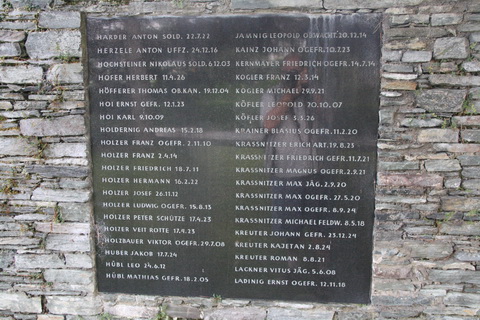 HARDER ANTON SOLD. 27.7.22
HERZELE ANTON UFFZ. 24.12.16
HOCHSTEINER NIKOLAUS SOLD. 6.12.03
HOFER HERBERT 11.4.26
HÖFFERER THOMAS OB.KAN. 19.12.04
HOI ERNST GEFR. 12.1.23
HOI KARL 9.10.09
HOLDERNIG ANDREAS 15.2.18
HOLZER FRANZ OGEFR. 2.11.10
HOLZER FRANZ 2.4.14
HOLZER FRIEDRICH 18.7.11
HOLZER HERMANN 16.2.22
HOLZER JOSEF 26.11.12
HOLZER LUDWIG OGEFR. 15.8.15
HOLZER PETER SCHÜTZE 17.4.23
HOLZER VEIT ROTTE 17.4.23
HOLZBAUER VIKTOR OGEFR. 29.7.08
HUBER JAKOB 17.7.24
HÜBL LEO 24.6.12
HÜBL MATHIAS GEFR. 18.2.05
JAMNIG LEOPOLD 20.12.14
KAINZ JOHANN OGEFR. 10.7.23
KERNMAYER FRIEDRICH OGEFR. 14.7.14
KOGLER FRANZ 12.3.14
KOGLER MICHAEL 29.9.21
KÖFLER LEOPOLD 30.10.07
KÖFLER JOSEF 3.5.26
KRAINER BLASIUS OGEFR. 11.2.20
KRASSNITZER ERICH ART. 19.8.23
KRASSNITZER FRIEDRICH GEFR. 11.7.21
KRASSNITZER MAGNUS OGEFR. 2.9.21
KRASSNITZER MAX JÄG. 9.2.20
KRASSNITZER MAX OGEFR. 27.5.20
KRASSNITZER MAX OGEFR. 8.9.24
KRASSNITZER MICHAEL FELDW. 5.8.18
KREUTER JOHANN GEFR. 23.12.24
KREUTER KAJETAN 2.8.24
KREUTER ROMAN 8.8.21
LACKNER VITUS JÄG. 5.6.08
LADINIG ERNST OGEFR. 12.11.18